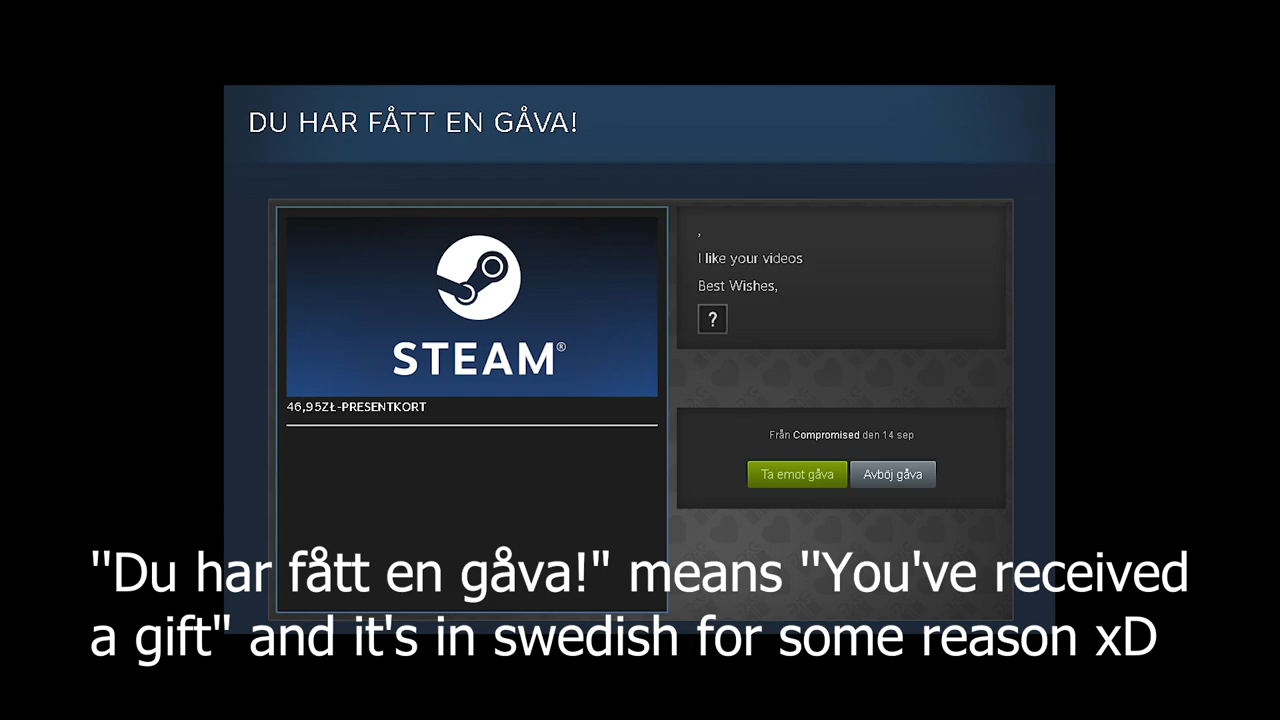 DU HAR FÅTT EN GÅVA!
STEAM®
46,95ZŁ-PRESENTKORT
,
I like your videos
Best Wishes,
?
Från Compromised den 14 sep
Ta emot gåva
Avböj gåva
"Du har fått en gåva!" means "You've received
a gift" and it's in swedish for some reason xD